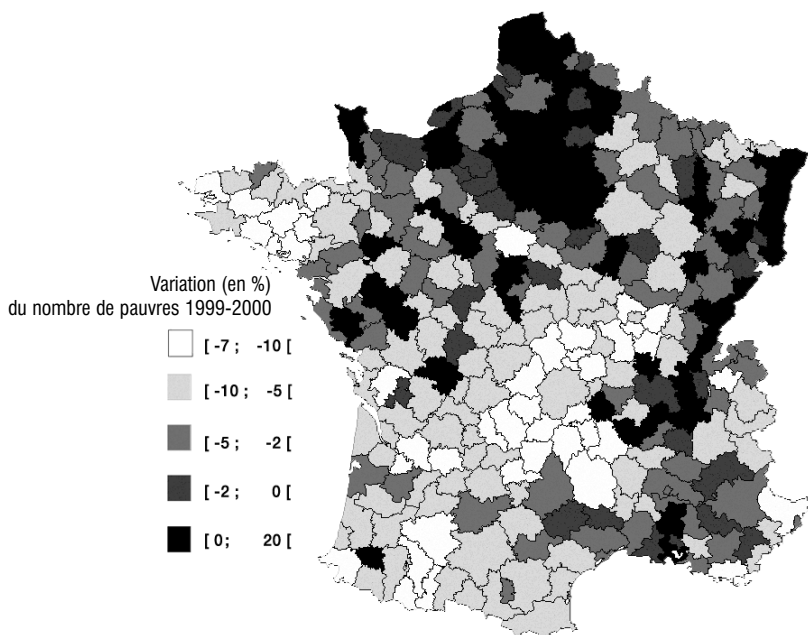 Variation (en %)
du nombre de pauvres 1999-2000
[ -7 ; -10 [
[ -10 ; -5 [
[ -5 ; -2 [
[ -2 ; 0 [
[ 0; 20 [